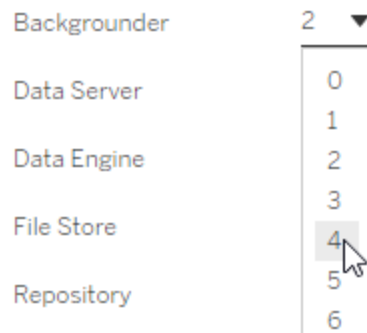 Backgrounder 2
0
Data Server
1
Data Engine 2
3
File Store
4
5
Repository
6